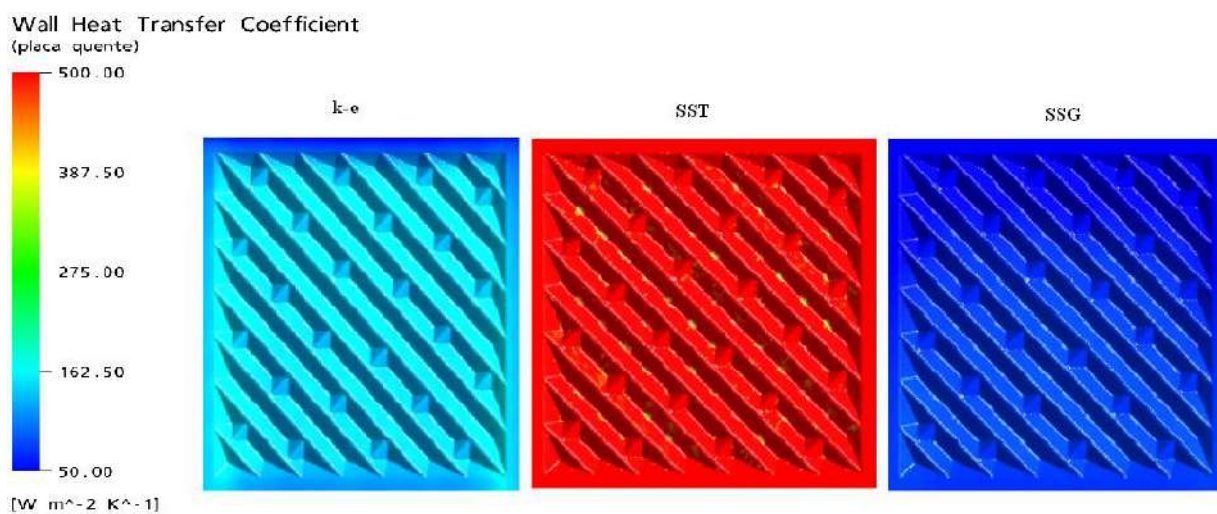 Wall Heat Transfer Coefficient
(placa quente)
500.00
387.50
275.00
162.50
50.00
[W m^-2 K^-1]
k-e
SST
SSG